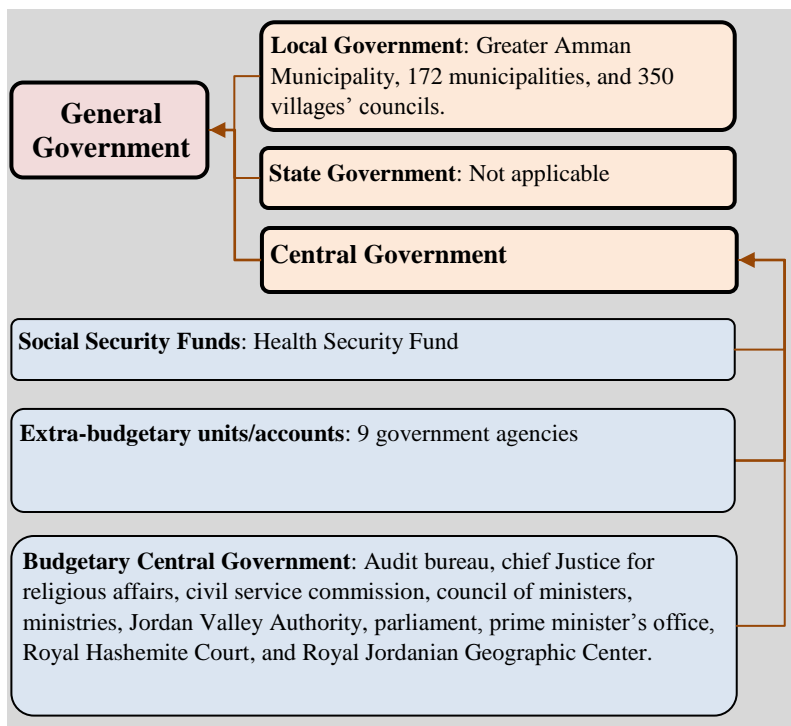 General
Government
Local Government: Greater Amman
Municipality, 172 municipalities, and 350
villages’ councils.
State Government: Not applicable
Central Government
Social Security Funds: Health Security Fund
Extra-budgetary units/accounts: 9 government agencies
Budgetary Central Government: Audit bureau, chief Justice for
religious affairs, civil service commission, council of ministers,
ministries, Jordan Valley Authority, parliament, prime minister’s office,
Royal Hashemite Court, and Royal Jordanian Geographic Center.